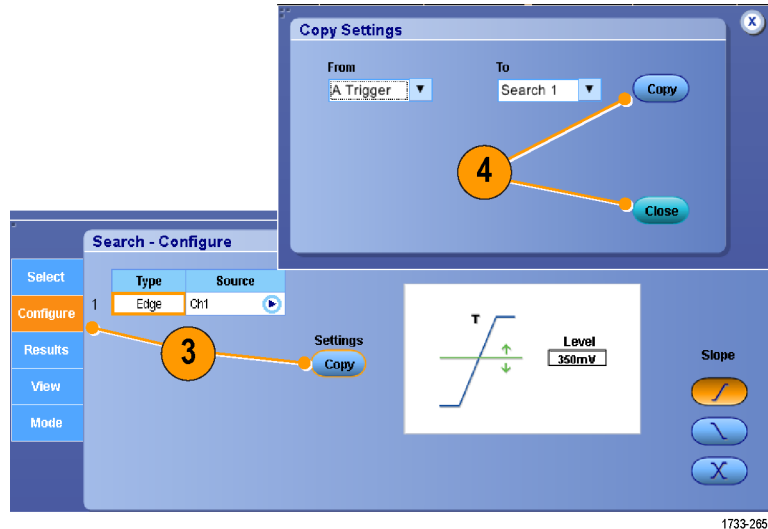 X
Copy Settings
From To
A Trigger Search 1 Copy
4
Close
Search - Configure
Select
Configure
Results
View
Mode
Type Source
1 Edge Ch1
3
Settings
Copy
T
Level
350mV
Slope
1733-265